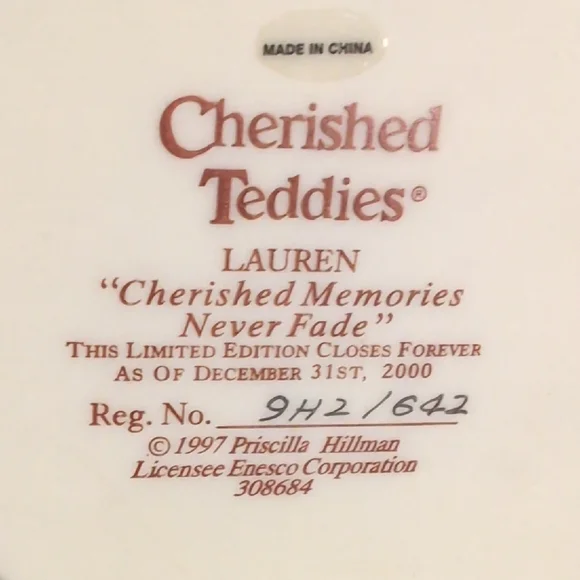 MADE IN CHINA
Cherished
Teddies®
LAUREN
"Cherished Memories
Never Fade"
THIS LIMITED EDITION CLOSES FOREVER
AS OF DECEMBER 31ST, 2000
Reg. No. 9H2/642
© 1997 Priscilla Hillman
Licensee Enesco Corporation
308684